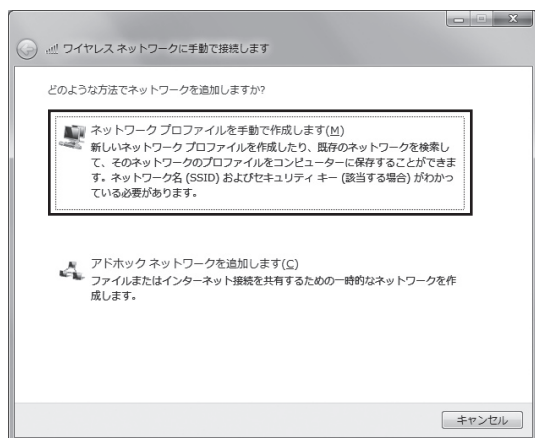 ワイヤレス ネットワークに手動で接続します
どのような方法でネットワークを追加しますか?
ネットワーク プロファイルを手動で作成します(M)
新しいネットワーク プロファイルを作成したり、既存のネットワークを検索し
て、そのネットワークのプロファイルをコンピューターに保存することができま
す。ネットワーク名 (SSID) およびセキュリティ キー (該当する場合) がわかっ
ている必要があります。
アドホック ネットワークを追加します(C)
ファイルまたはインターネット接続を共有するための一時的なネットワークを作
成します。
キャンセル